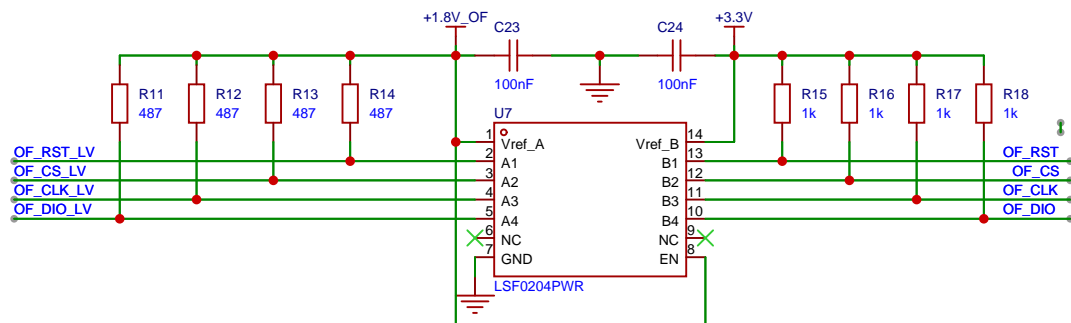 +1.8V_OF
C23
C24
+3.3V
100nF
100nF
R11
487
R12
487
R13
487
R14
487
R15
1k
R16
1k
R17
1k
R18
1k
U7
1 Vref_A Vref_B 14
OF_RST_LV 2 A1 B1 13 OF_RST
OF_CS_LV 3 A2 B2 12 OF_CS
OF_CLK_LV 4 A3 B3 11 OF_CLK
OF_DIO_LV 5 A4 B4 10 OF_DIO
6 NC NC 9
7 GND EN 8
LSF0204PWR